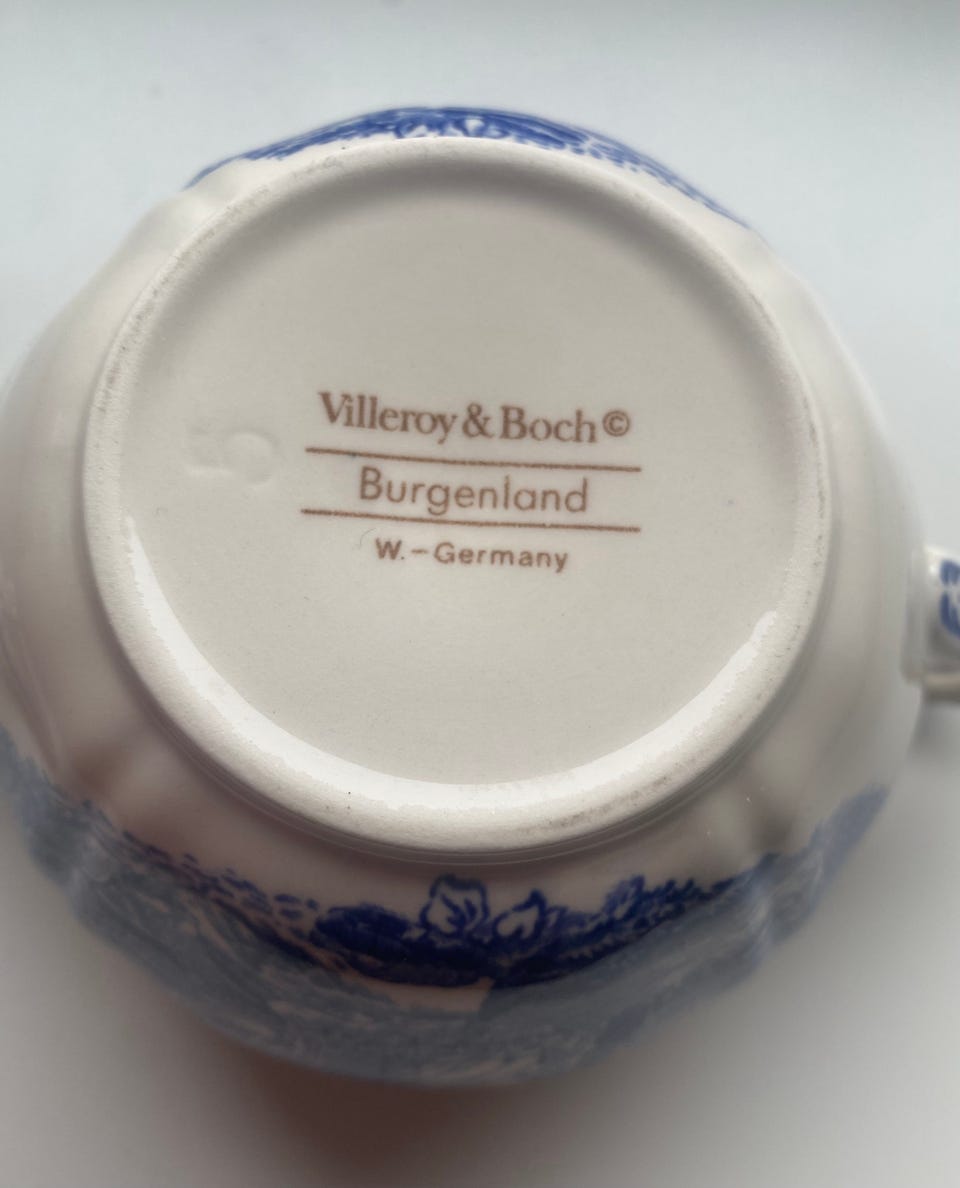 Villeroy & Boch©
Burgenland
W.-Germany